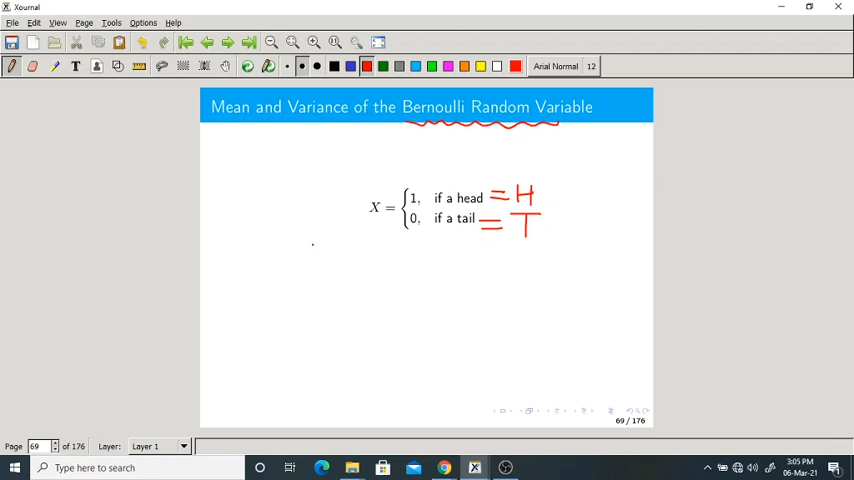 Xournal
File Edit View Page Tools Options Help
Arial Normal 12
Mean and Variance of the Bernoulli Random Variable
X = { 1, if a head = H
0, if a tail = T
69 / 176
Page 69 of 176 Layer: Layer 1
Type here to search
3:05 PM
06-Mar-21